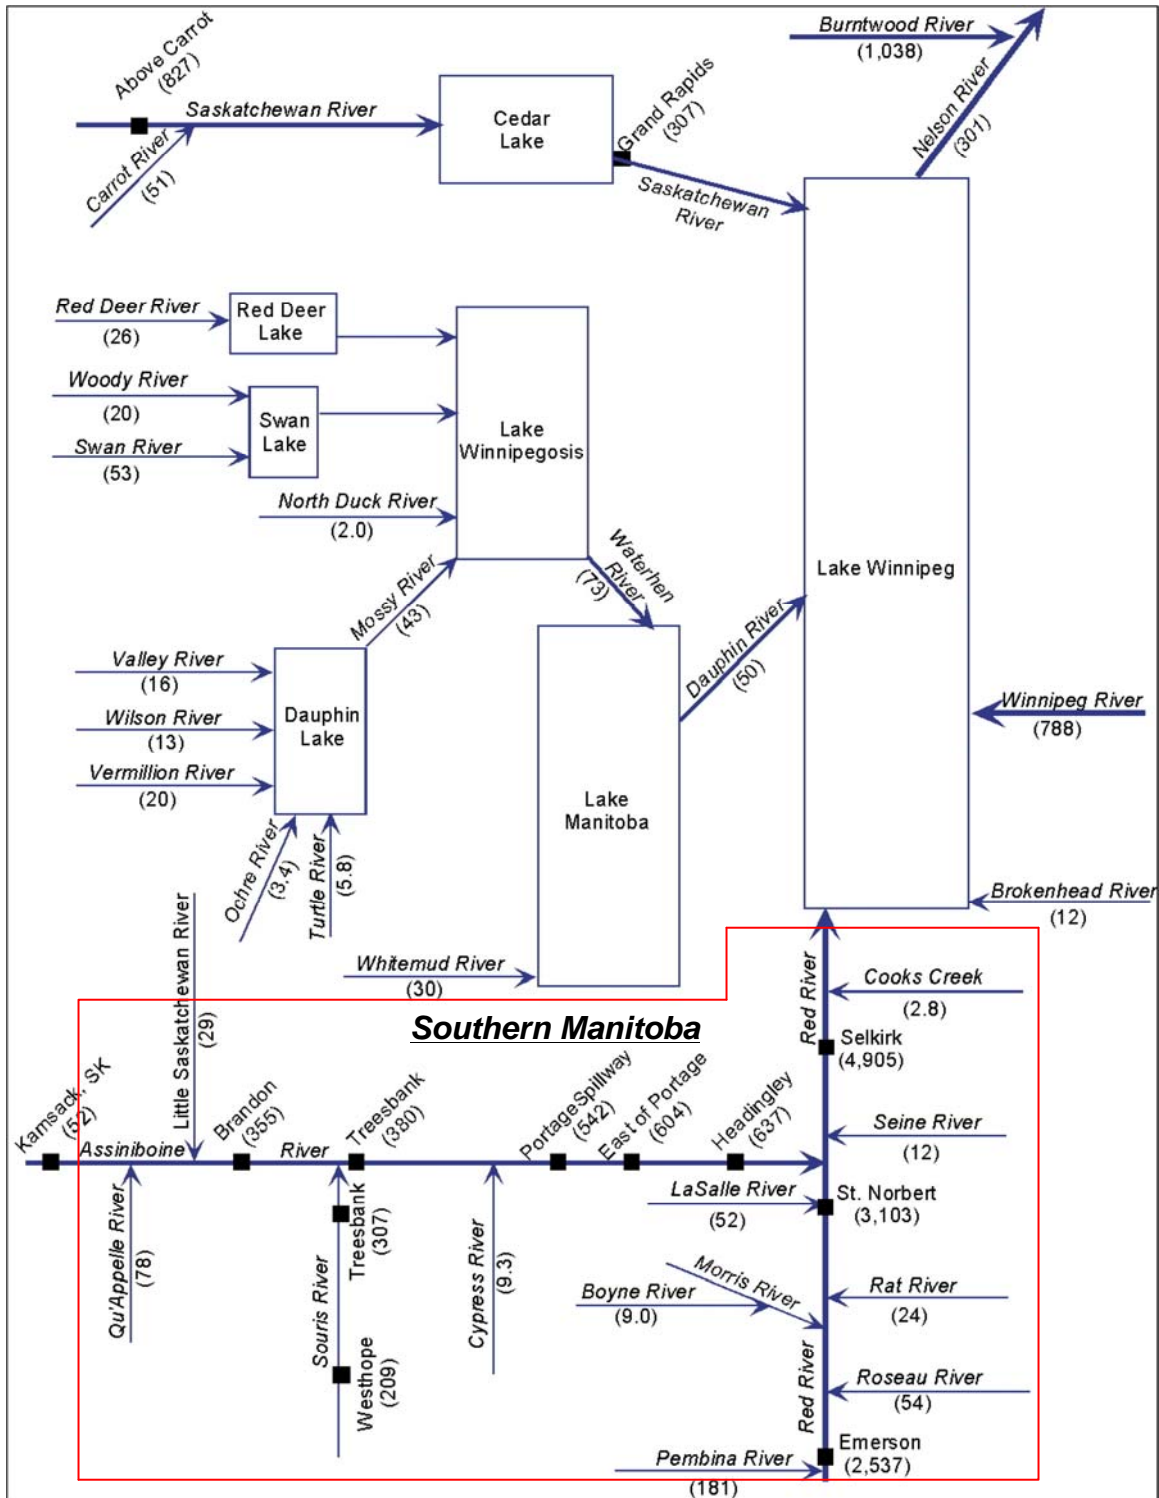 Burntwood River
(1,038)
Above Carrot
(827)
Saskatchewan River
Carrot River
(51)
Cedar
Lake
Grand Rapids
(307)
Saskatchewan
River
Nelson River
(301)
Red Deer River
(26)
Red Deer
Lake
Woody River
(20)
Swan River
(53)
Swan
Lake
Lake
Winnipegosis
North Duck River
(2.0)
Waterhen
River
(73)
Mossy River
(43)
Lake Winnipeg
Valley River
(16)
Wilson River
(13)
Vermillion River
(20)
Dauphin
Lake
Dauphin River
(50)
Winnipeg River
(788)
Lake
Manitoba
Ochre River
(3.4)
Turtle River
(5.8)
Brokenhead River
(12)
Whitemud River
(30)
Little Saskatchewan River
(29)
Southern Manitoba
Red River
Cooks Creek
(2.8)
Selkirk
(4,905)
Kamsack, SK
(52)
Assiniboine
River
Brandon
(355)
Treesbank
(380)
PortageSpillway
(542)
East of Portage
(604)
Headingley
(637)
Seine River
(12)
LaSalle River
(52)
St. Norbert
(3,103)
Qu'Appelle River
(78)
Souris River
Treesbank
(307)
Westhope
(209)
Cypress River
(9.3)
Morris River
Boyne River
(9.0)
Rat River
(24)
Red River
Roseau River
(54)
Emerson
(2,537)
Pembina River
(181)